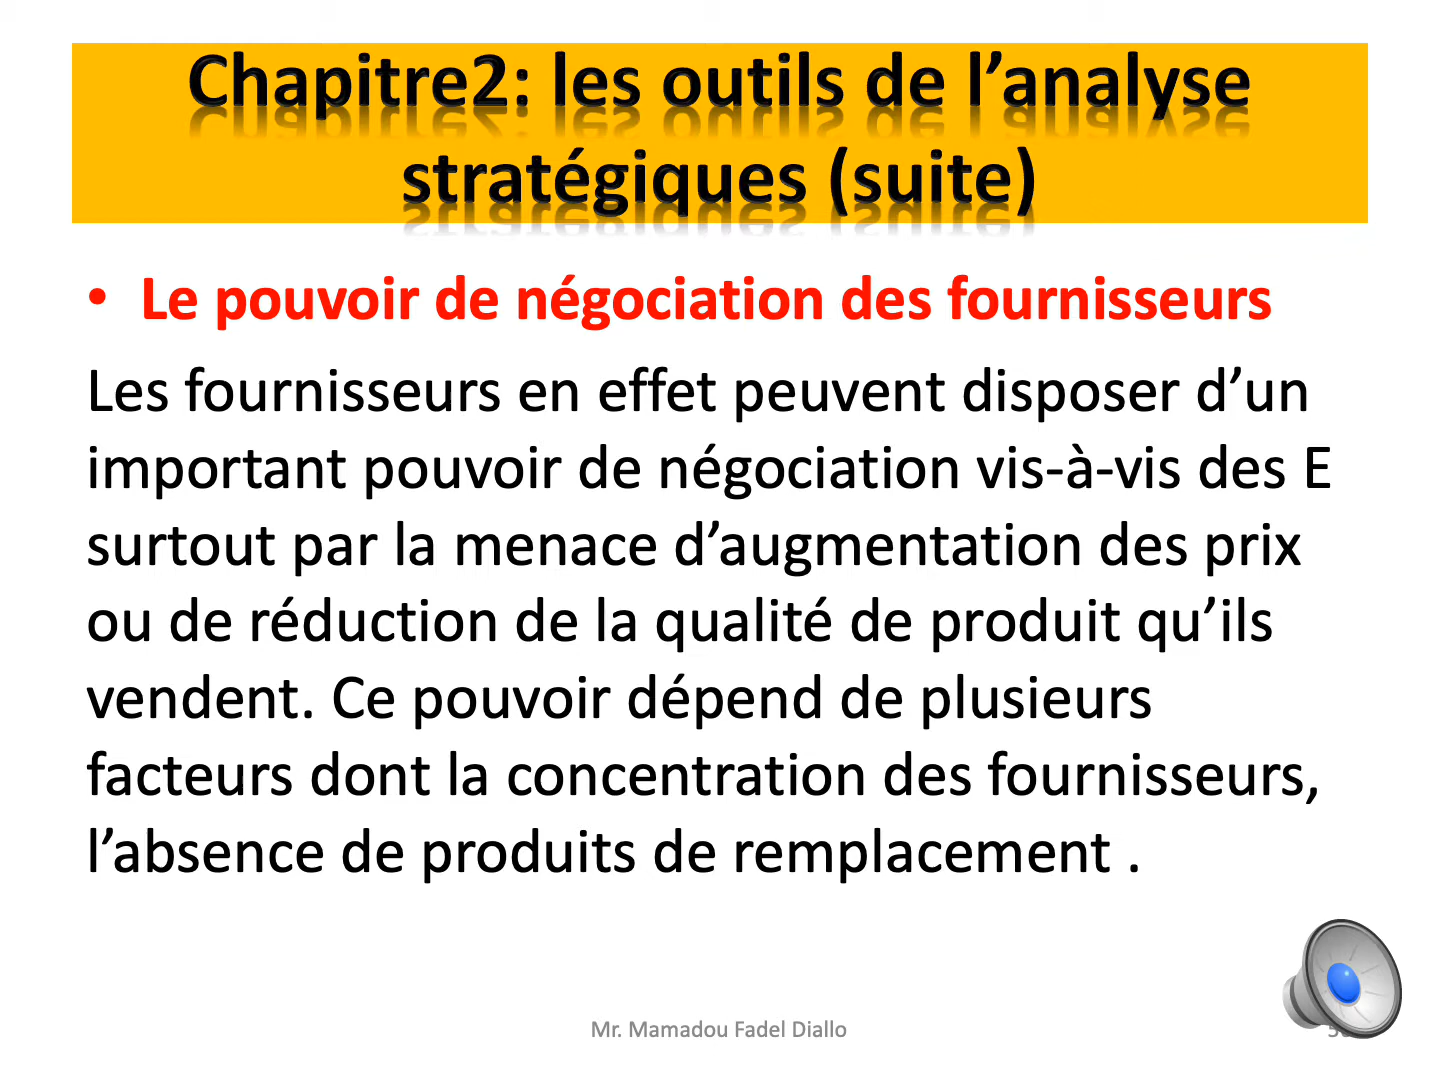 Chapitre2: les outils de l’analyse
stratégiques (suite)
• Le pouvoir de négociation des fournisseurs
Les fournisseurs en effet peuvent disposer d’un
important pouvoir de négociation vis-à-vis des E
surtout par la menace d’augmentation des prix
ou de réduction de la qualité de produit qu’ils
vendent. Ce pouvoir dépend de plusieurs
facteurs dont la concentration des fournisseurs,
l’absence de produits de remplacement .
Mr. Mamadou Fadel Diallo